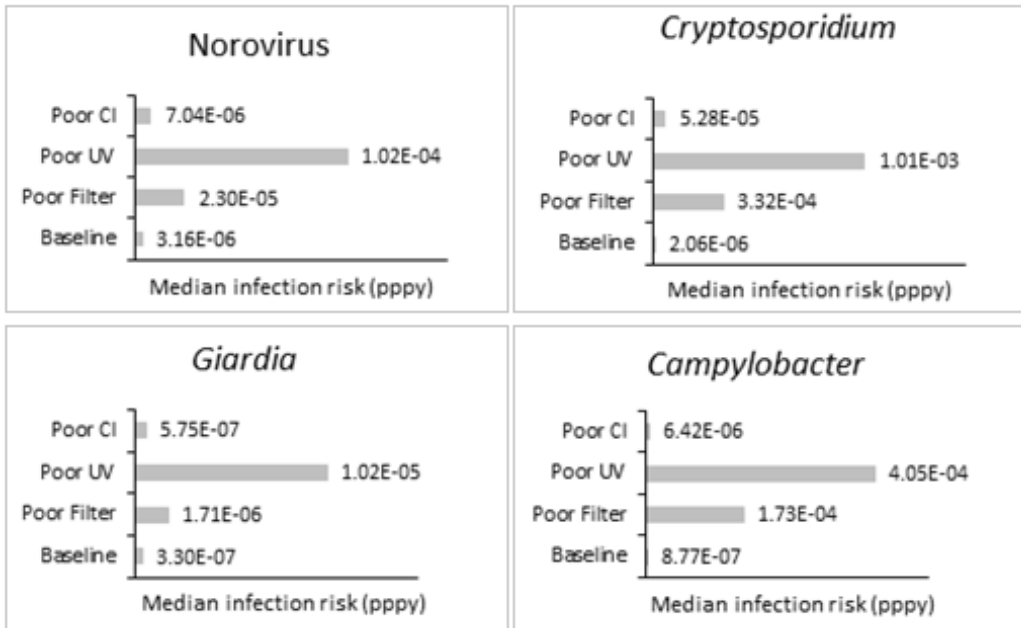 Norovirus
Poor CI 7.04E-06
Poor UV 1.02E-04
Poor Filter 2.30E-05
Baseline 3.16E-06
Median infection risk (pppy)
Cryptosporidium
Poor CI 5.28E-05
Poor UV 1.01E-03
Poor Filter 3.32E-04
Baseline 2.06E-06
Median infection risk (pppy)
Giardia
Poor CI 5.75E-07
Poor UV 1.02E-05
Poor Filter 1.71E-06
Baseline 3.30E-07
Median infection risk (pppy)
Campylobacter
Poor CI 6.42E-06
Poor UV 4.05E-04
Poor Filter 1.73E-04
Baseline 8.77E-07
Median infection risk (pppy)